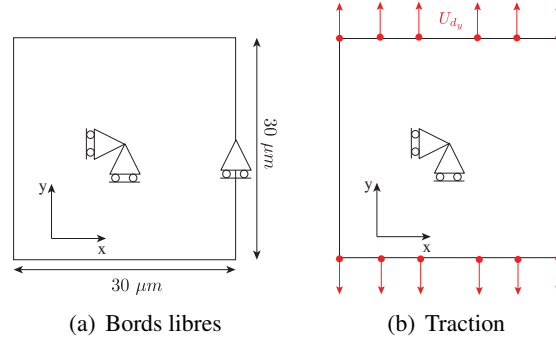 U_{d_y}
30 μm
y
x
30 μm
y
x
(a) Bords libres
(b) Traction